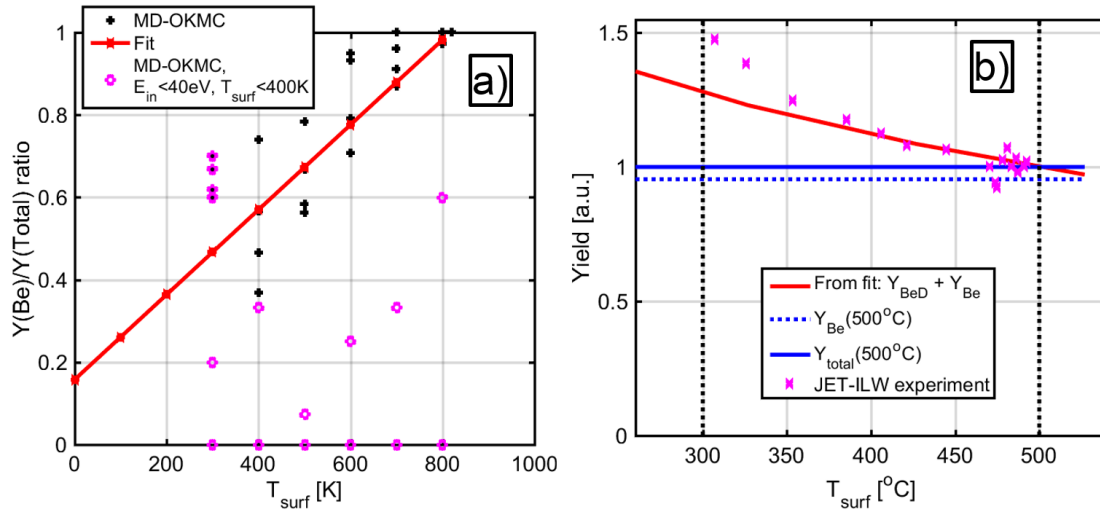 MD-OKMC
Fit
MD-OKMC,
E_in<40eV, T_surf<400K
a)
Y(Be)/Y(Total) ratio
1
0.8
0.6
0.4
0.2
0
0 200 400 600 800 1000
T_surf [K]
b)
Yield [a.u.]
1.5
1
0.5
0
From fit: Y_BeD + Y_Be
Y_Be(500°C)
Y_total(500°C)
JET-ILW experiment
300 350 400 450 500
T_surf [°C]